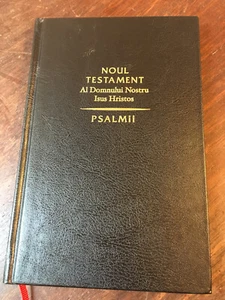 NOUL
TESTAMENT
Al Domnului Nostru
Isus Hristos
PSALMII